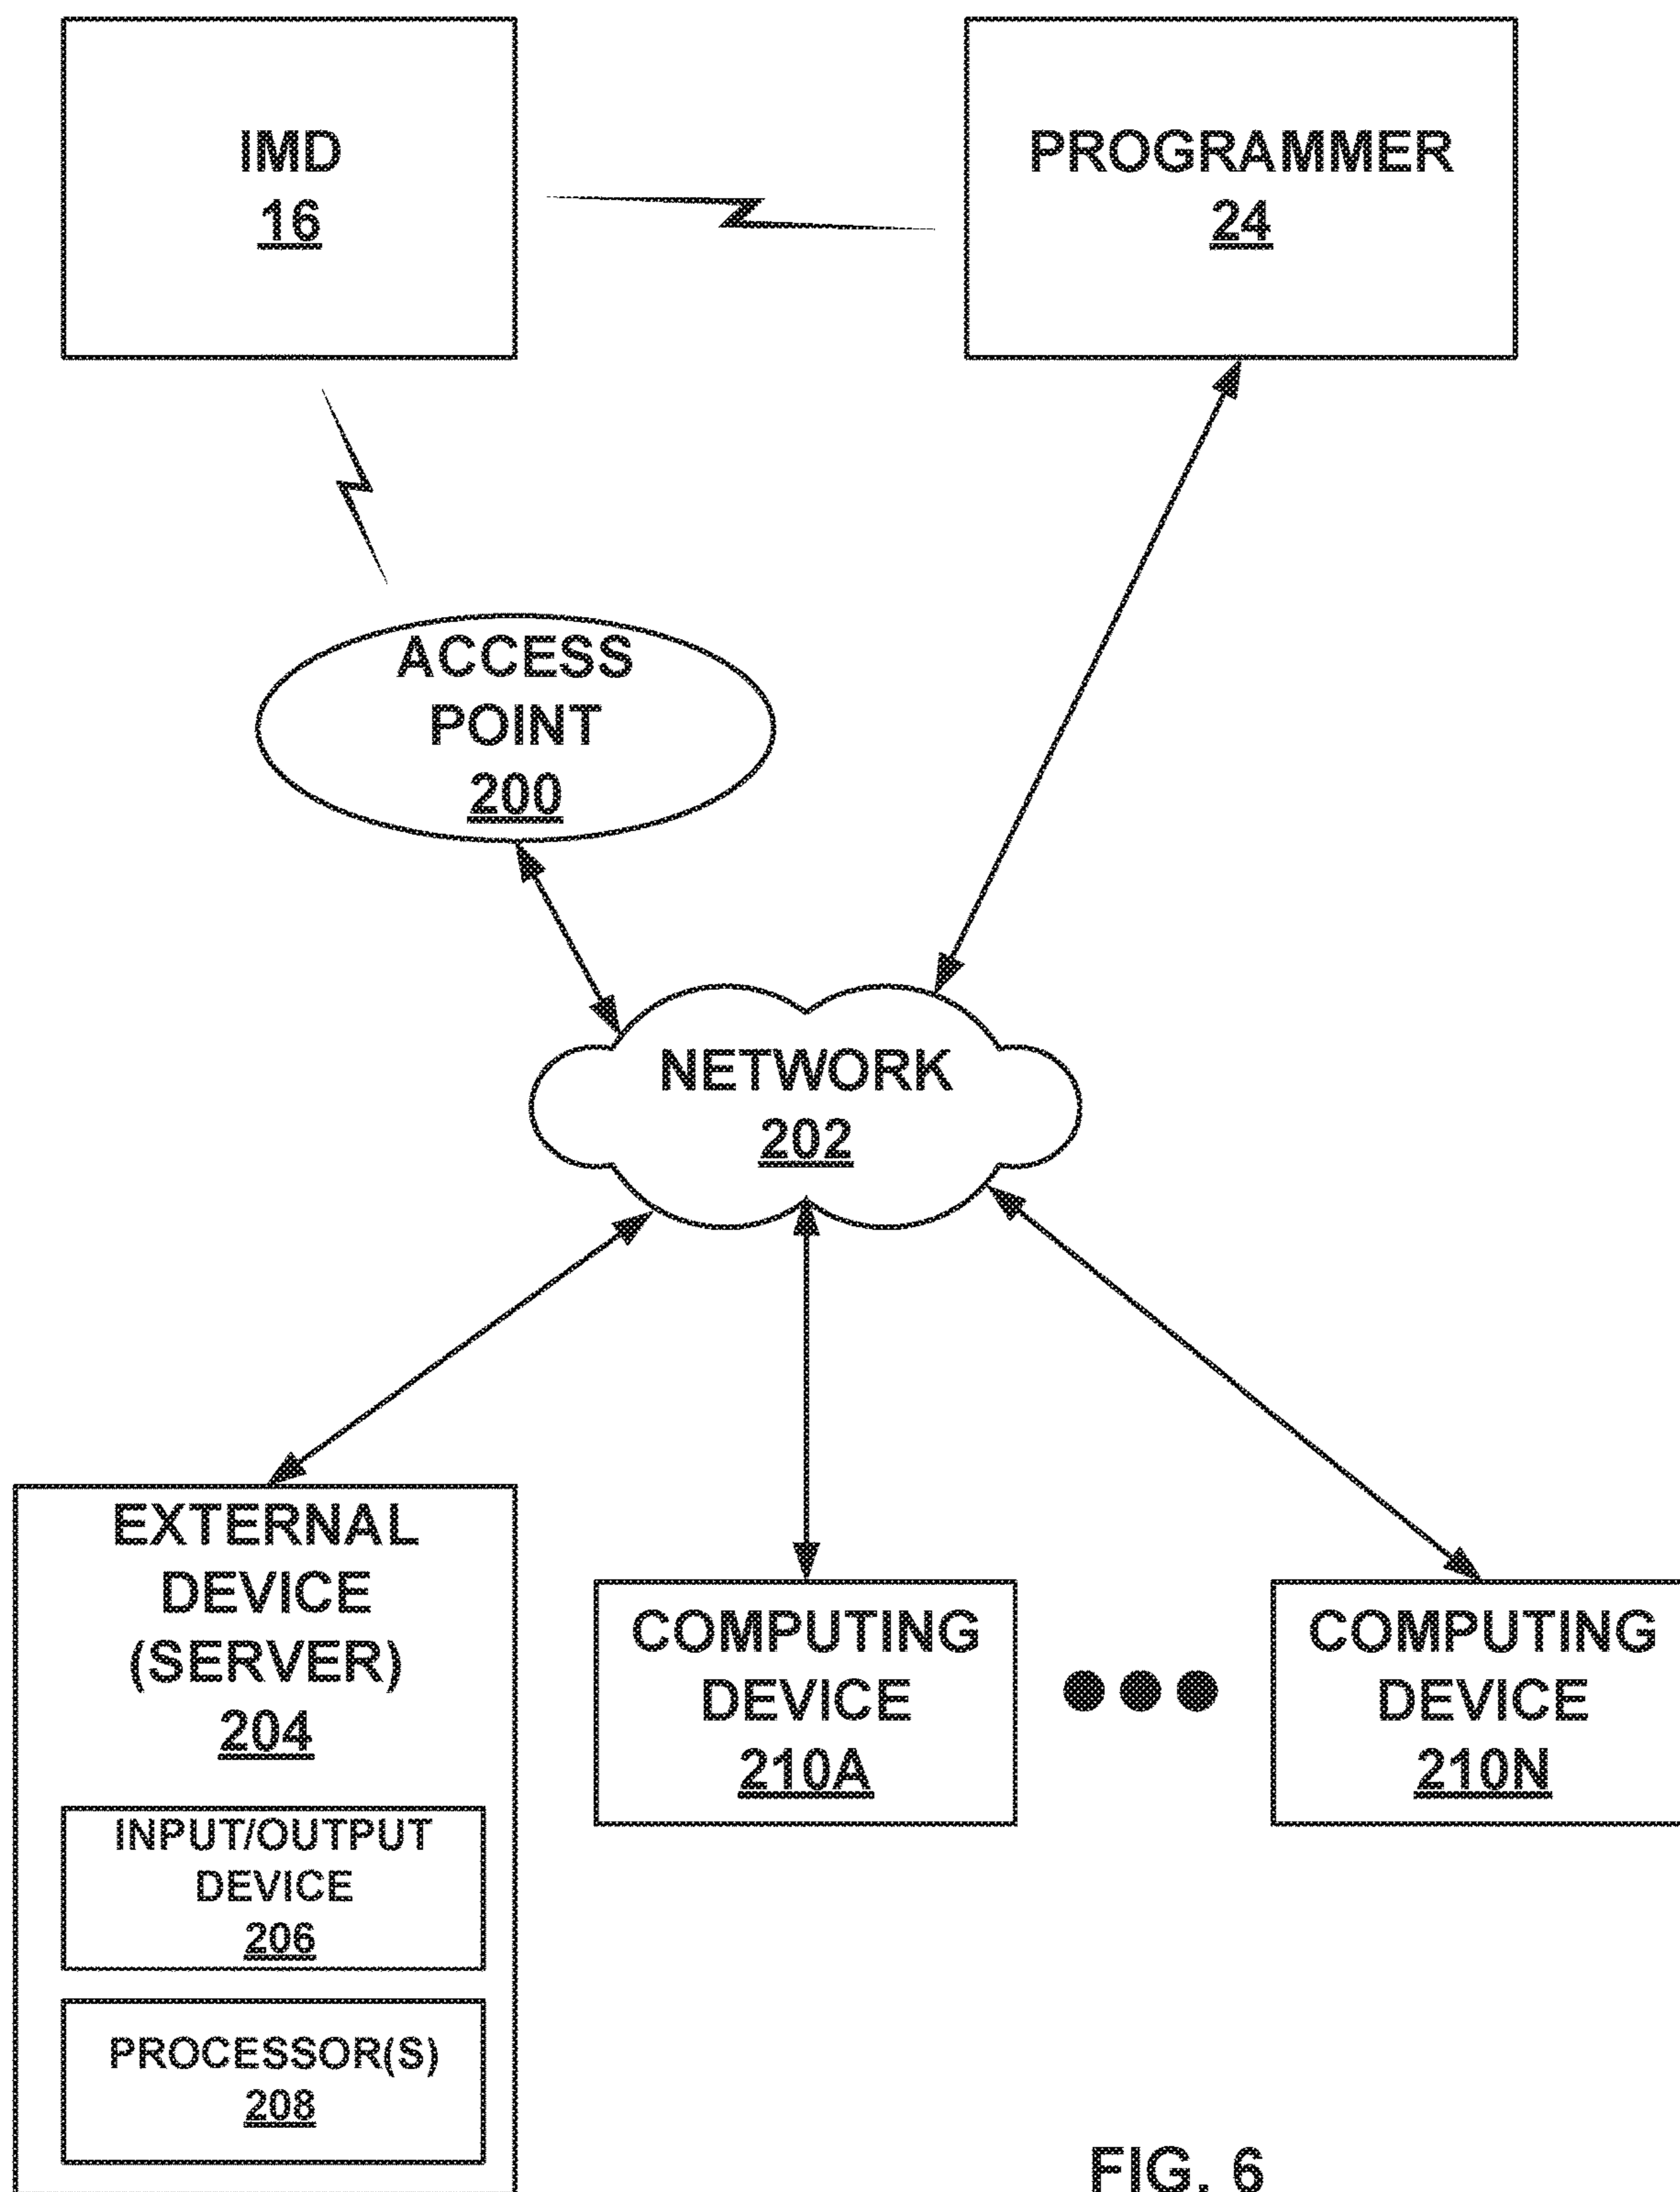 IMD
16
PROGRAMMER
24
ACCESS
POINT
200
NETWORK
202
EXTERNAL
DEVICE
(SERVER)
204
INPUT/OUTPUT
DEVICE
206
PROCESSOR(S)
208
COMPUTING
DEVICE
210A
COMPUTING
DEVICE
210N
FIG. 6